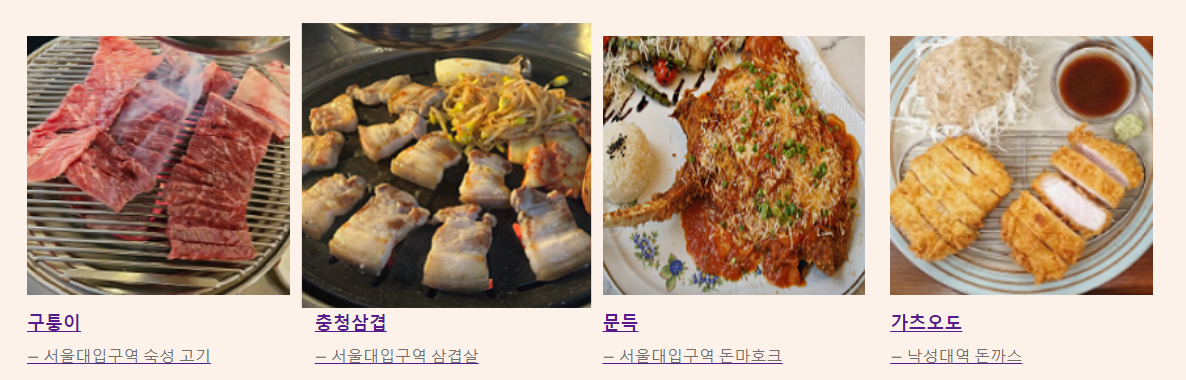 구퉁이
– 서울대입구역 숙성 고기
충청삼겹
– 서울대입구역 삼겹살
문득
– 서울대입구역 돈마호크
가츠오도
– 낙성대역 돈까스